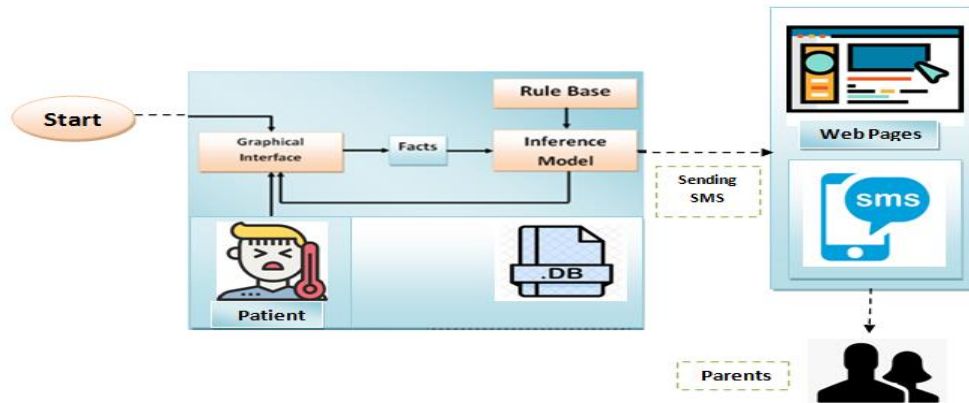 Start
Rule Base
Graphical
Interface
Facts
Inference
Model
Web Pages
Sending
SMS
sms
.DB
Patient
Parents